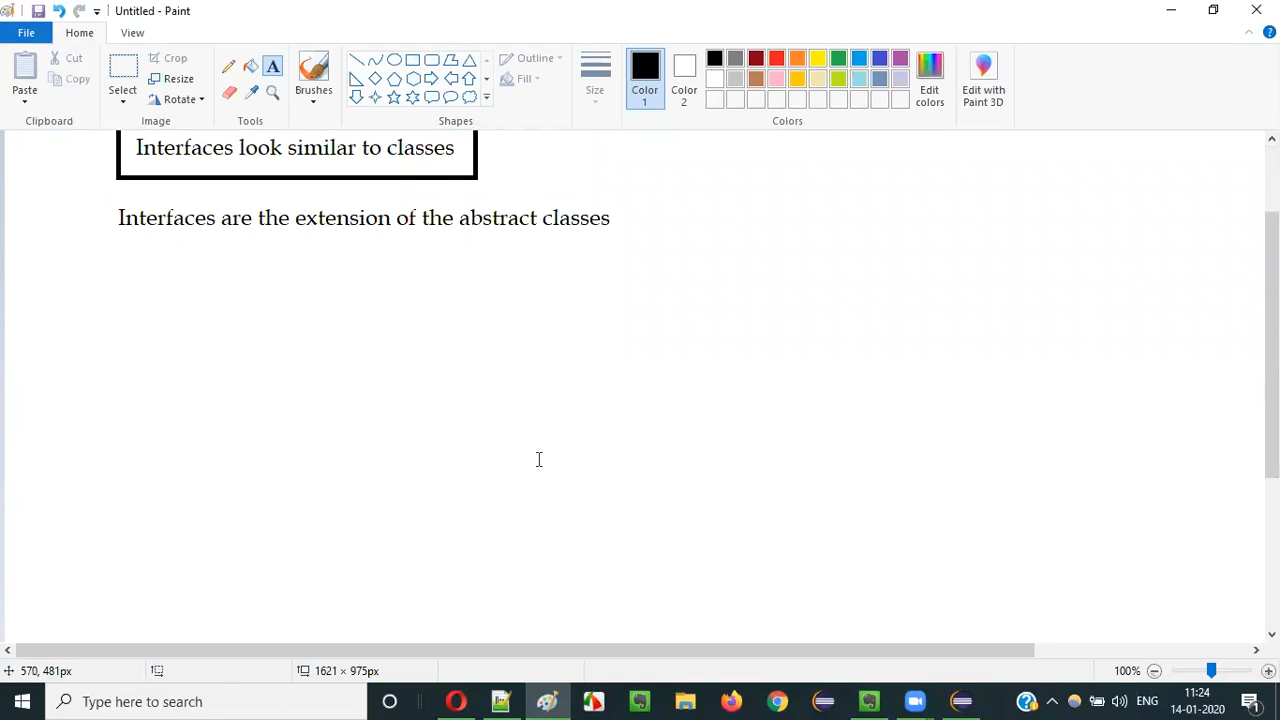 Untitled - Paint
File
Home
View
Paste
Cut
Copy
Clipboard
Select
Crop
Resize
Rotate
Image
A
Tools
Brushes
Shapes
Outline
Fill
Size
Color 1
Color 2
Colors
Edit colors
Edit with Paint 3D
Interfaces look similar to classes
Interfaces are the extension of the abstract classes
570, 481px
1621 × 975px
100%
Type here to search
ENG
11:24
14-01-2020
1